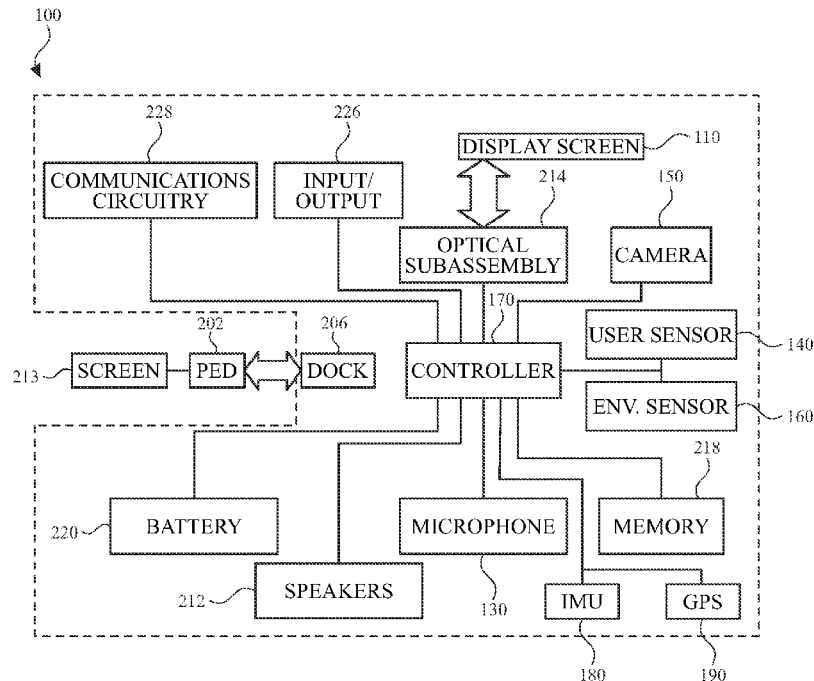 100
228
226
DISPLAY SCREEN
110
COMMUNICATIONS
CIRCUITRY
INPUT/
OUTPUT
214
150
OPTICAL
SUBASSEMBLY
CAMERA
170
202
206
USER SENSOR
140
213
SCREEN
PED
DOCK
CONTROLLER
ENV. SENSOR
160
218
220
BATTERY
MICROPHONE
MEMORY
212
SPEAKERS
130
IMU
GPS
180
190